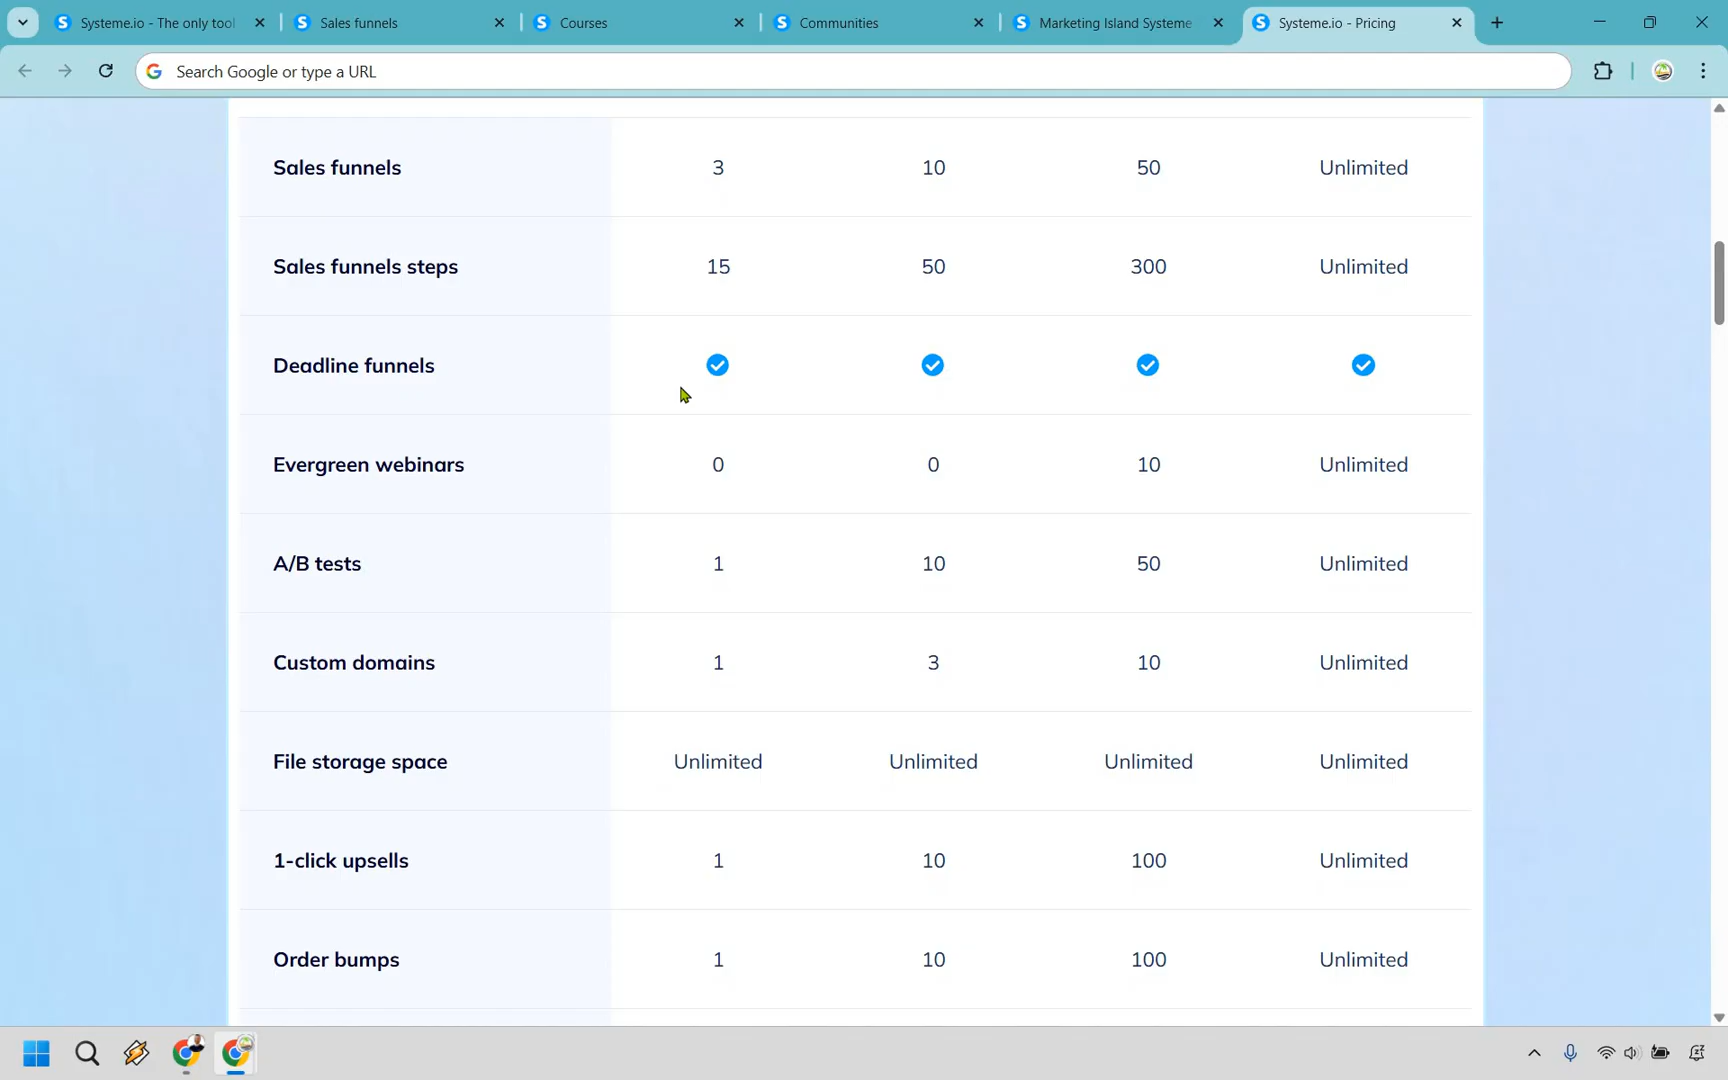 Systeme.io - The only tool
Sales funnels
Courses
Communities
Marketing Island Systeme
Systeme.io - Pricing
Search Google or type a URL
Sales funnels 3 10 50 Unlimited
Sales funnels steps 15 50 300 Unlimited
Deadline funnels
Evergreen webinars 0 0 10 Unlimited
A/B tests 1 10 50 Unlimited
Custom domains 1 3 10 Unlimited
File storage space Unlimited Unlimited Unlimited Unlimited
1-click upsells 1 10 100 Unlimited
Order bumps 1 10 100 Unlimited